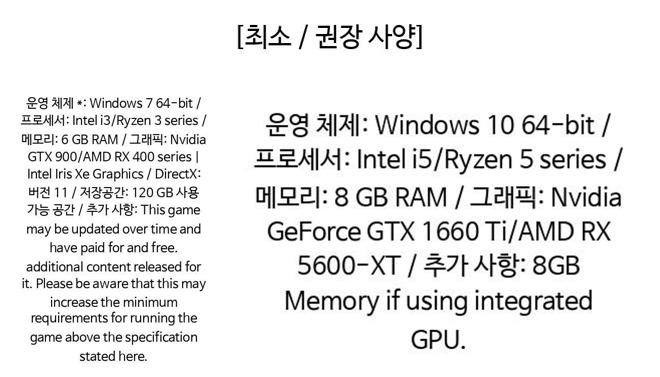 [최소 / 권장 사양]
운영 체제 *: Windows 7 64-bit /
프로세서: Intel i3/Ryzen 3 series /
메모리: 6 GB RAM / 그래픽: Nvidia
GTX 900/AMD RX 400 series |
Intel Iris Xe Graphics / DirectX:
버전 11 / 저장공간: 120 GB 사용
가능 공간 / 추가 사항: This game
may be updated over time and
have paid for and free.
additional content released for
it. Please be aware that this may
increase the minimum
requirements for running the
game above the specification
stated here.
운영 체제: Windows 10 64-bit /
프로세서: Intel i5/Ryzen 5 series /
메모리: 8 GB RAM / 그래픽: Nvidia
GeForce GTX 1660 Ti/AMD RX
5600-XT / 추가 사항: 8GB
Memory if using integrated
GPU.